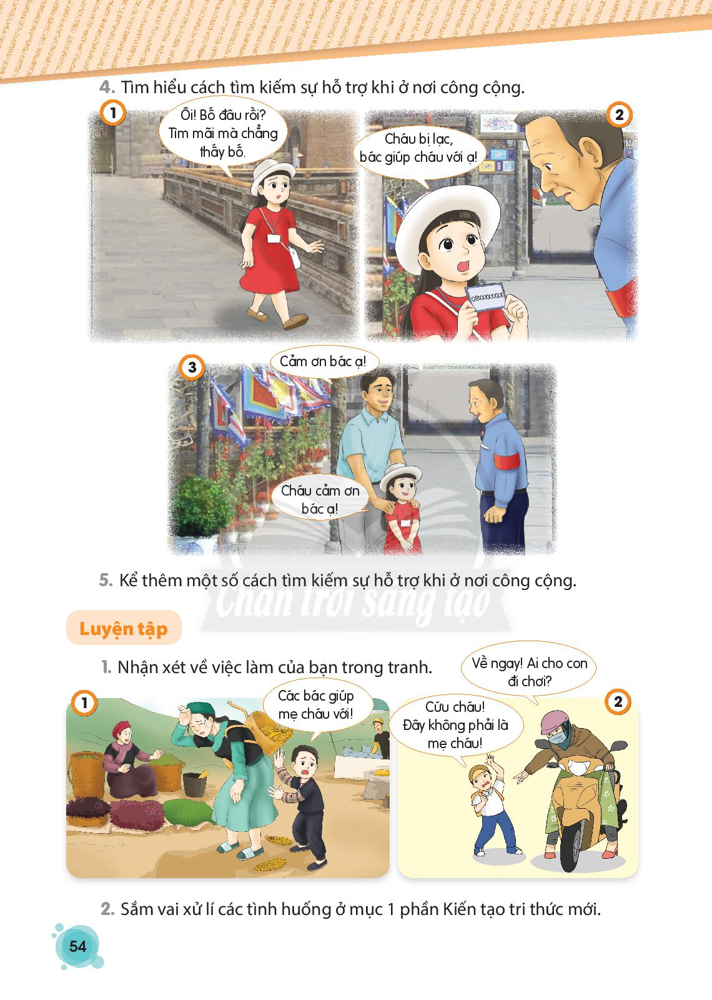 4. Tìm hiểu cách tìm kiếm sự hỗ trợ khi ở nơi công cộng.
1
Ôi! Bố đâu rồi?
Tìm mãi mà chẳng
thấy bố.
2
Cháu bị lạc,
bác giúp cháu với ạ!
09xxxxxxxx
3
Cảm ơn bác ạ!
Cháu cảm ơn
bác ạ!
5. Kể thêm một số cách tìm kiếm sự hỗ trợ khi ở nơi công cộng.
Chân trời sáng tạo
Luyện tập
1. Nhận xét về việc làm của bạn trong tranh.
1
Các bác giúp
mẹ cháu với!
2
Về ngay! Ai cho con
đi chơi?
Cứu cháu!
Đây không phải là
mẹ cháu!
2. Sắm vai xử lí các tình huống ở mục 1 phần Kiến tạo tri thức mới.
54